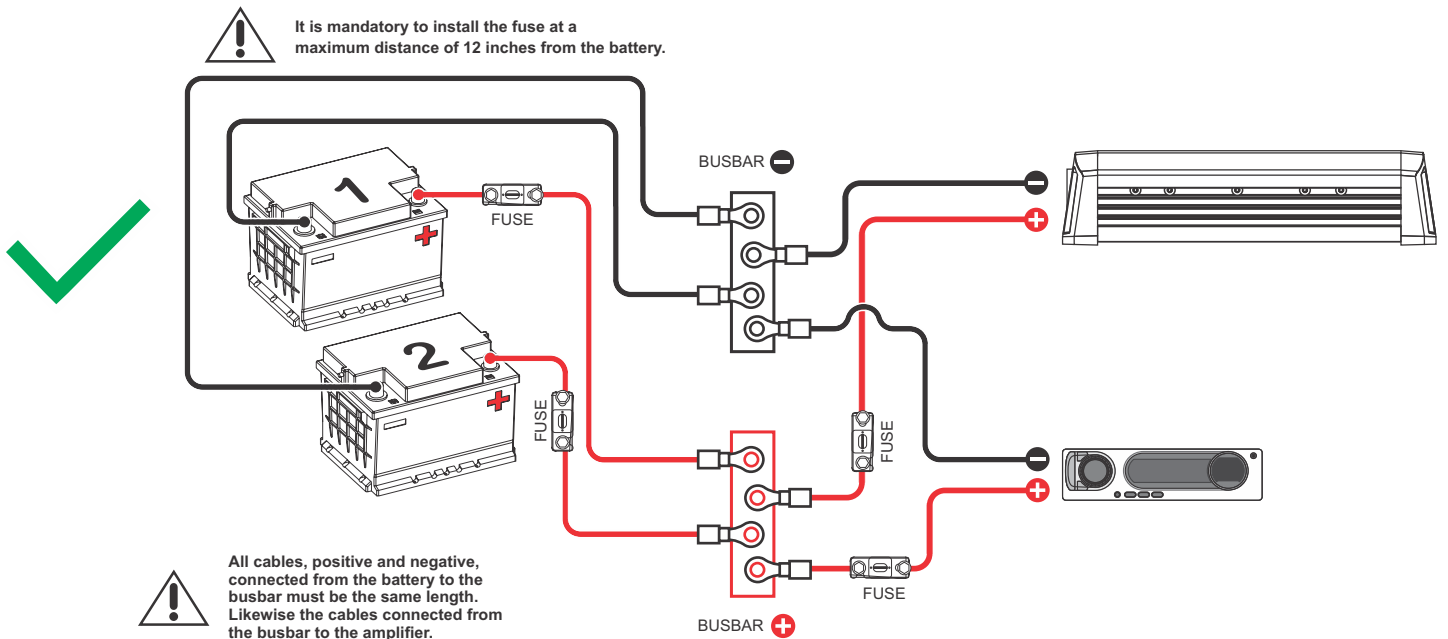 It is mandatory to install the fuse at a
maximum distance of 12 inches from the battery.
BUSBAR
1
FUSE
2
FUSE
FUSE
FUSE
BUSBAR
All cables, positive and negative,
connected from the battery to the
busbar must be the same length.
Likewise the cables connected from
the busbar to the amplifier.